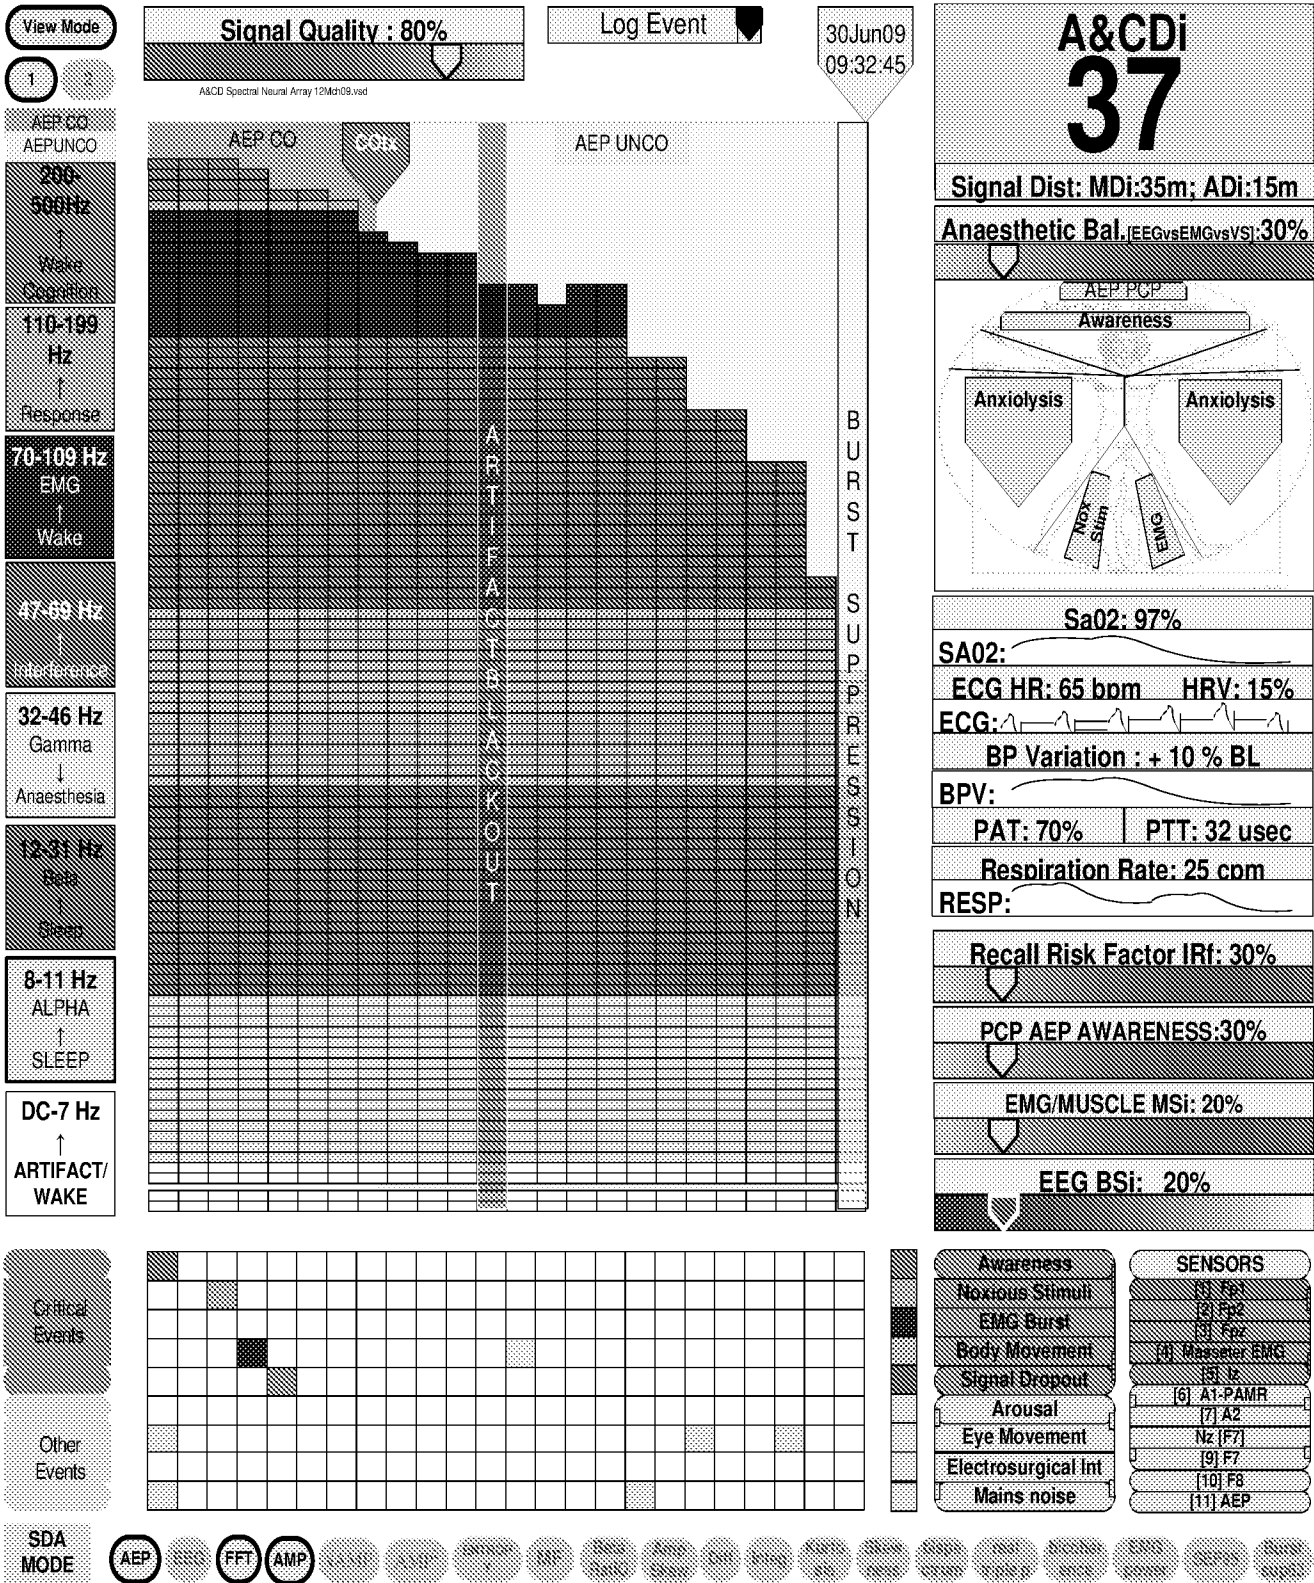 View Mode
Signal Quality : 80%
Log Event
30Jun09
09:32:45
A&CDi
37
1
2
A&CD Spectral Neural Array 12Mch09.vsd
AEP CO
AEPUNCO
Signal Dist: MDi:35m; ADi:15m
Anaesthetic Bal.[EEGvsEMGvsVS]:30%
AEP CO
COIx
AEP UNCO
ARTIFACT BLACKOUT
BURST SUPPRESSION
200-
500Hz
↑
Wake
Cognition
110-199
Hz
↑
Response
70-109 Hz
EMG
↑
Wake
47-69 Hz
↑
Interference
32-46 Hz
Gamma
↓
Anaesthesia
12-31 Hz
Beta
↑
Sleep
8-11 Hz
ALPHA
↑
SLEEP
DC-7 Hz
↑
ARTIFACT/
WAKE
AEP PCP
Awareness
Anxiolysis
Anxiolysis
Nox
Stim
EMG
Sa02: 97%
SA02:
ECG HR: 65 bpm HRV: 15%
ECG:
BP Variation : + 10 % BL
BPV:
PAT: 70% PTT: 32 usec
Respiration Rate: 25 cpm
RESP:
Recall Risk Factor IRf: 30%
PCP AEP AWARENESS:30%
EMG/MUSCLE MSi: 20%
EEG BSi: 20%
Critical
Events
Other
Events
Awareness
Noxious Stimuli
EMG Burst
Body Movement
Signal Dropout
Arousal
Eye Movement
Electrosurgical Int
Mains noise
SENSORS
[1] Fp1
[2] Fp2
[3] Fpz
[4] Masseter EMG
[5] Iz
[6] A1-PAMR
[7] A2
Nz [F7]
[9] F7
[10] F8
[11] AEP
SDA
MODE
AEP
EEG
FFT
AMP